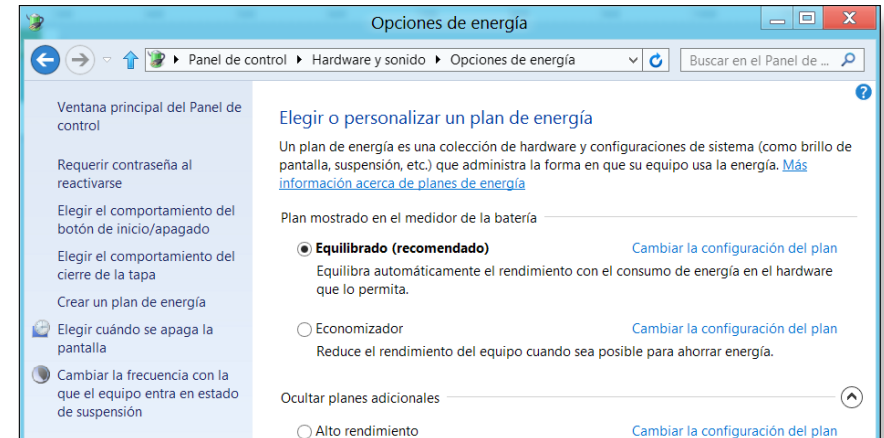 Opciones de energía
Panel de control
Hardware y sonido
Opciones de energía
Buscar en el Panel de ...
Ventana principal del Panel de
control
Requerir contraseña al
reactivarse
Elegir el comportamiento del
botón de inicio/apagado
Elegir el comportamiento del
cierre de la tapa
Crear un plan de energía
Elegir cuándo se apaga la
pantalla
Cambiar la frecuencia con la
que el equipo entra en estado
de suspensión
Elegir o personalizar un plan de energía
Un plan de energía es una colección de hardware y configuraciones de sistema (como brillo de
pantalla, suspensión, etc.) que administra la forma en que su equipo usa la energía. Más
información acerca de planes de energía
Plan mostrado en el medidor de la batería
Equilibrado (recomendado) Cambiar la configuración del plan
Equilibra automáticamente el rendimiento con el consumo de energía en el hardware
que lo permita.
Economizador Cambiar la configuración del plan
Reduce el rendimiento del equipo cuando sea posible para ahorrar energía.
Ocultar planes adicionales
Alto rendimiento Cambiar la configuración del plan